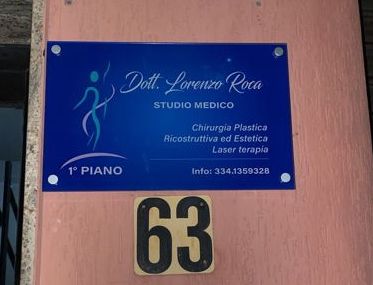 Dott. Lorenzo Roca
STUDIO MEDICO
Chirurgia Plastica
Ricostruttiva ed Estetica
Laser terapia
1° PIANO
Info: 334.1359328
63